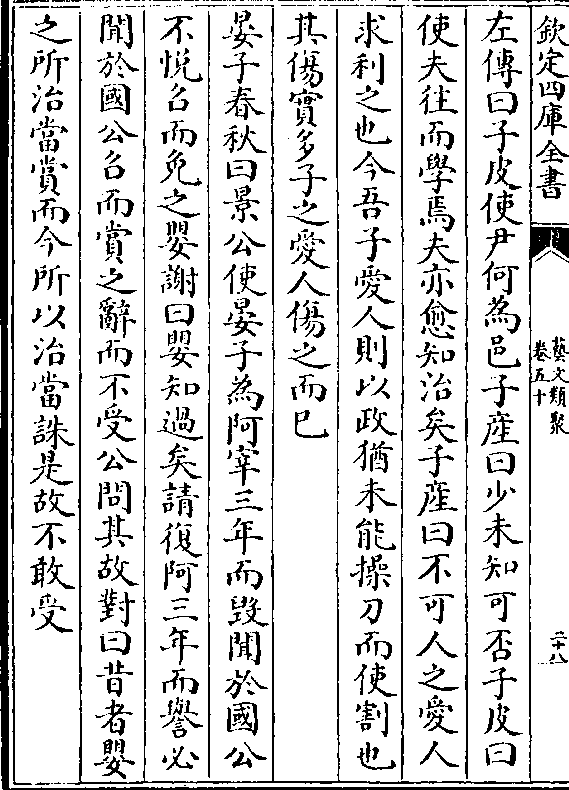 欽定四庫全書
藝文類聚
卷五十
二十八
左傳曰子皮使尹何為邑子產曰少未知可否子皮曰
使夫往而學焉夫亦愈知治矣子產曰不可人之愛人
求利之也今吾子愛人則以政猶未能操刀而使割也
其傷實多子之愛人傷之而已
晏子春秋曰景公使晏子為阿宰三年而毀聞於國公
不悅召而免之嬰謝曰嬰知過矣請復阿三年而譽必
聞於國公召而賞之辭而不受公問其故對曰昔者嬰
之所治當賞而今所以治當誅是故不敢受